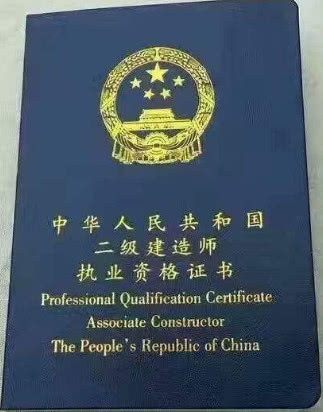 中华人民共和国
二级建造师
执业资格证书
Professional Qualification Certificate
Associate Constructor
The People's Republic of China